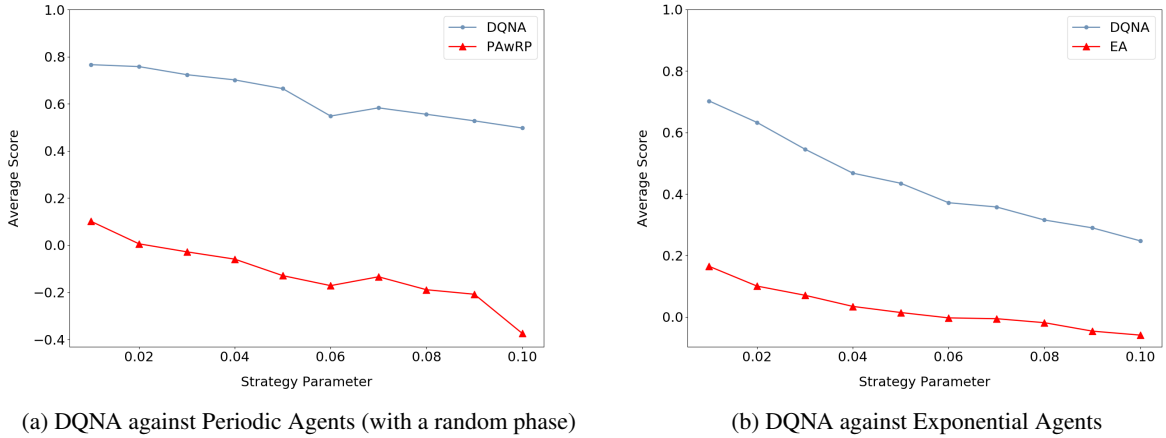 1.0
0.8
0.6
0.4
0.2
0.0
−0.2
−0.4
Average Score
0.02 0.04 0.06 0.08 0.10
Strategy Parameter
DQNA
PAwRP
(a) DQNA against Periodic Agents (with a random phase)
1.0
0.8
0.6
0.4
0.2
0.0
Average Score
0.02 0.04 0.06 0.08 0.10
Strategy Parameter
DQNA
EA
(b) DQNA against Exponential Agents